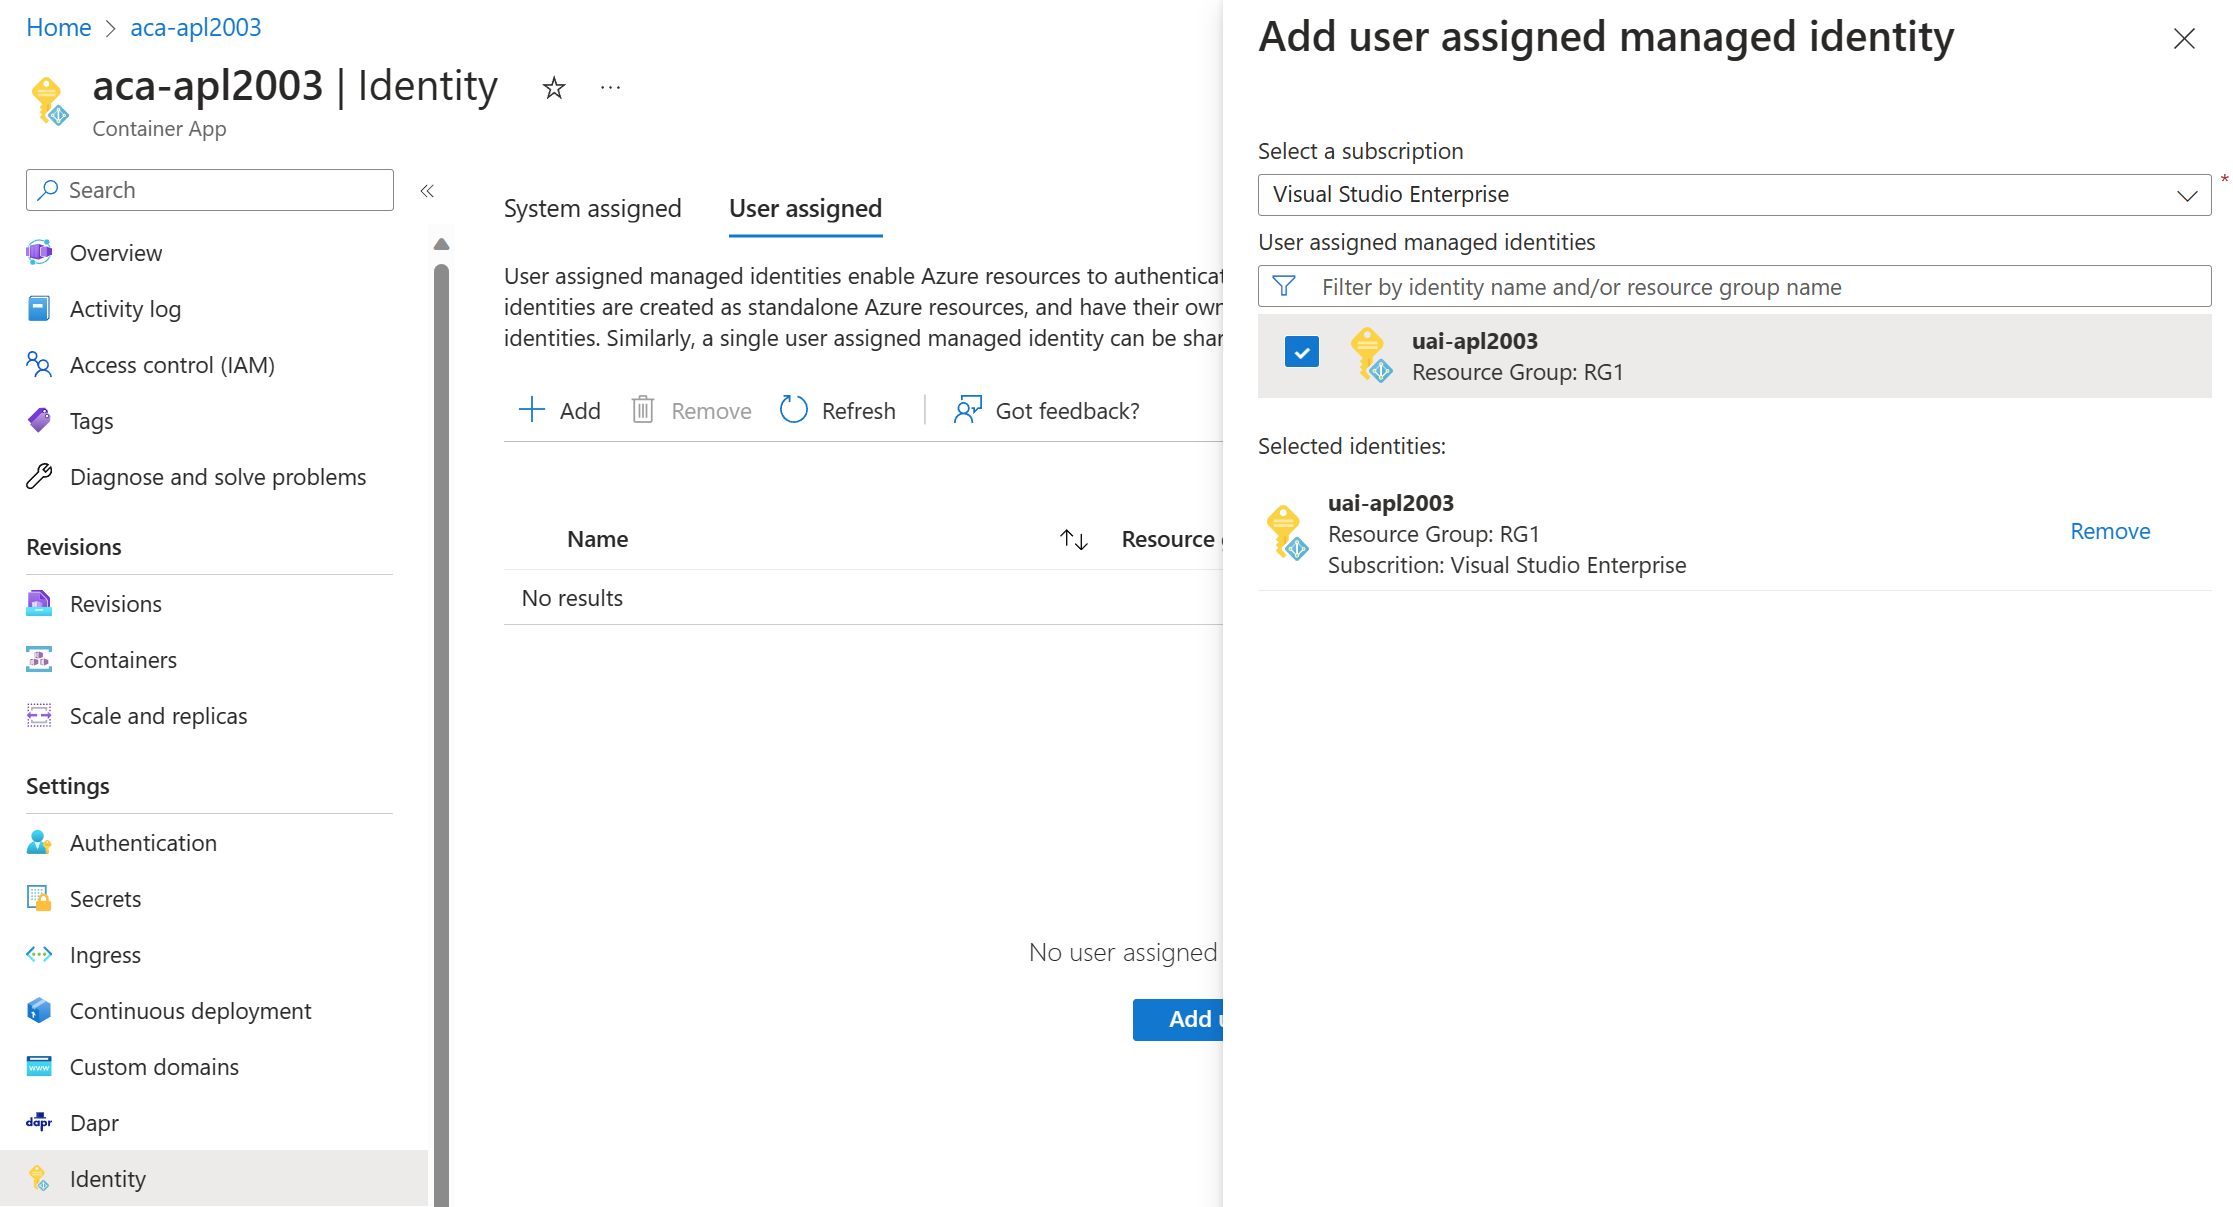 Home > aca-apl2003
aca-apl2003 | Identity
Container App
Search
Overview
Activity log
Access control (IAM)
Tags
Diagnose and solve problems
Revisions
Revisions
Containers
Scale and replicas
Settings
Authentication
Secrets
Ingress
Continuous deployment
Custom domains
Dapr
Identity
System assigned
User assigned
User assigned managed identities enable Azure resources to authenticat
identities are created as standalone Azure resources, and have their own
identities. Similarly, a single user assigned managed identity can be shar
Add
Remove
Refresh
Got feedback?
Name
Resource
No results
No user assigned
Add u
Add user assigned managed identity
Select a subscription
Visual Studio Enterprise
*
User assigned managed identities
Filter by identity name and/or resource group name
uai-apl2003
Resource Group: RG1
Selected identities:
uai-apl2003
Resource Group: RG1
Subscrition: Visual Studio Enterprise
Remove